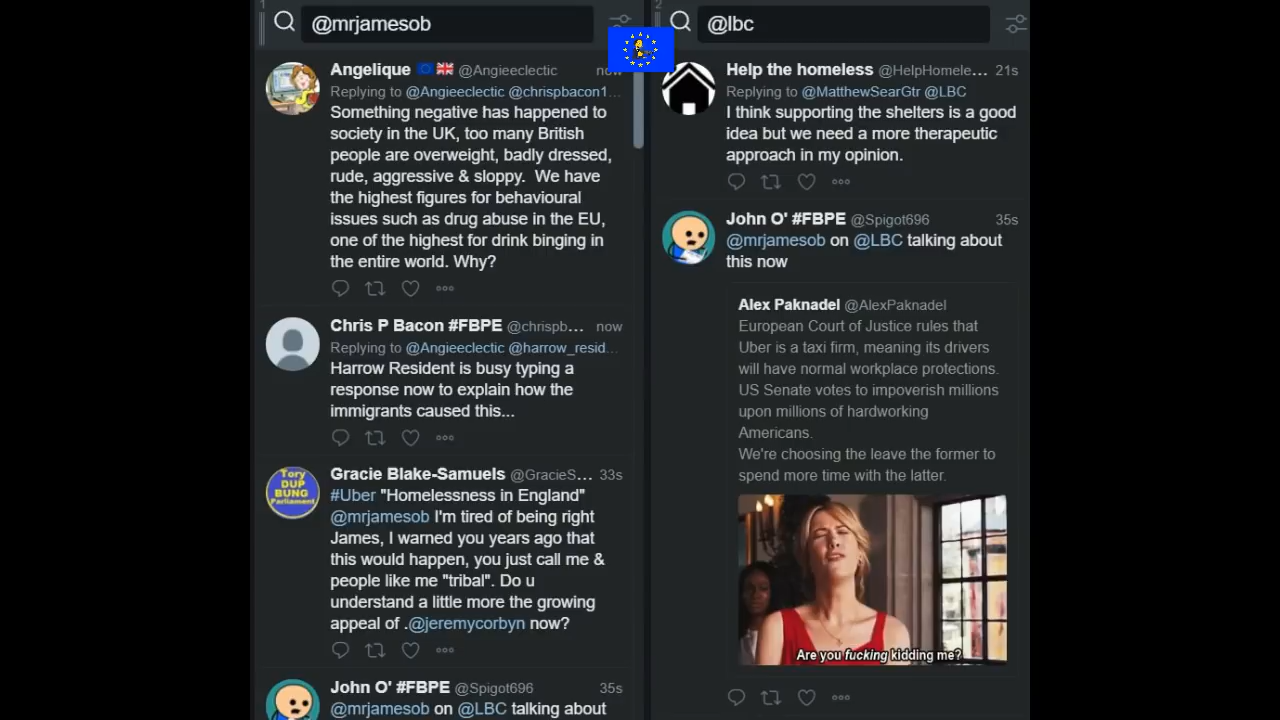 1
@mrjamesob
Angelique @Angieeclectic now
Replying to @Angieeclectic @chrispbacon1...
Something negative has happened to
society in the UK, too many British
people are overweight, badly dressed,
rude, aggressive & sloppy.  We have
the highest figures for behavioural
issues such as drug abuse in the EU,
one of the highest for drink binging in
the entire world. Why?
Chris P Bacon #FBPE @chrispb... now
Replying to @Angieeclectic @harrow_resid...
Harrow Resident is busy typing a
response now to explain how the
immigrants caused this...
Tory
DUP
BUNG
Parliament
Gracie Blake-Samuels @GracieS... 33s
#Uber "Homelessness in England"
@mrjamesob I'm tired of being right
James, I warned you years ago that
this would happen, you just call me &
people like me "tribal". Do u
understand a little more the growing
appeal of .@jeremycorbyn now?
John O' #FBPE @Spigot696 35s
@mrjamesob on @LBC talking about
2
@lbc
Help the homeless @HelpHomele... 21s
Replying to @MatthewSearGtr @LBC
I think supporting the shelters is a good
idea but we need a more therapeutic
approach in my opinion.
John O' #FBPE @Spigot696 35s
@mrjamesob on @LBC talking about
this now
Alex Paknadel @AlexPaknadel
European Court of Justice rules that
Uber is a taxi firm, meaning its drivers
will have normal workplace protections.
US Senate votes to impoverish millions
upon millions of hardworking
Americans.
We're choosing the leave the former to
spend more time with the latter.
Are you fucking kidding me?